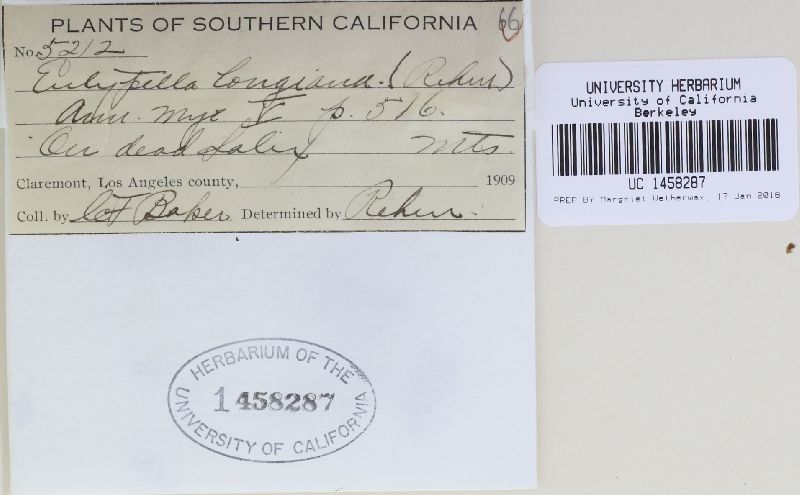 PLANTS OF SOUTHERN CALIFORNIA 66
No. 5212
Eutypella longiana. (Rehm)
Ann. Myc V p. 516.
On dead Salix Mts.
Claremont, Los Angeles county, 1909
Coll. by C F Baker Determined by Rehm.
HERBARIUM OF THE
1458287
UNIVERSITY OF CALIFORNIA
UNIVERSITY HERBARIUM
University of California
Berkeley
UC 1458287
PREP BY Margriet Wetherwax, 17 Jan 2018